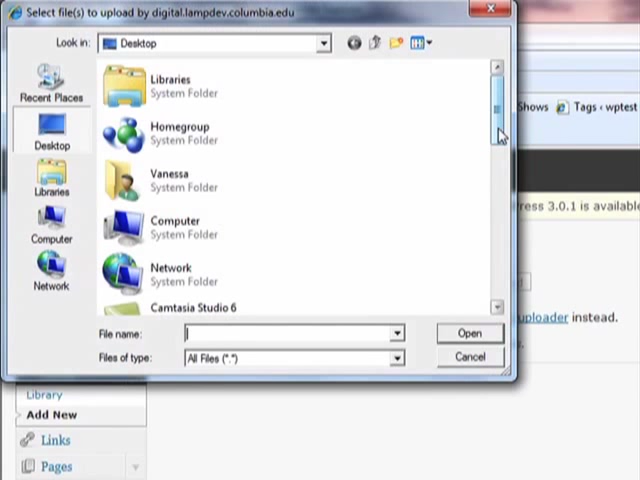 Select file(s) to upload by digital.lampdev.columbia.edu
Look in:
Desktop
Recent Places
Desktop
Libraries
Computer
Network
Libraries
System Folder
Homegroup
System Folder
Vanessa
System Folder
Computer
System Folder
Network
System Folder
Camtasia Studio 6
File name:
Open
Files of type:
All Files (*.*)
Cancel
Shows
Tags ‹ wptest
ress 3.0.1 is available
uploader instead.
Library
Add New
Links
Pages